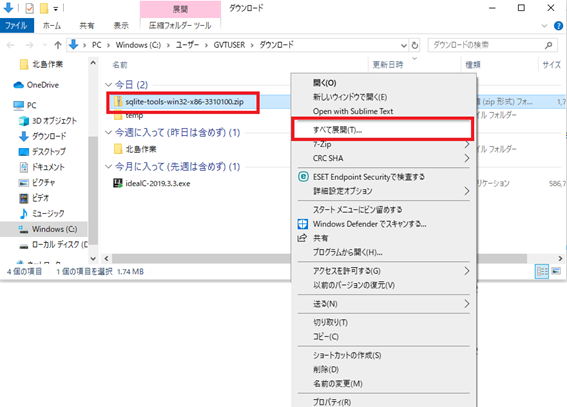 展開
ダウンロード
ファイル
ホーム
共有
表示
圧縮フォルダー ツール
PC
Windows (C:)
ユーザー
GVTUSER
ダウンロード
ダウンロードの検索
北島作業
OneDrive
PC
3D オブジェクト
ダウンロード
デスクトップ
ドキュメント
ピクチャ
ビデオ
ミュージック
Windows (C:)
ローカル ディスク (D
名前
更新日時
種類
サイズ
今日 (2)
sqlite-tools-win32-x86-3310100.zip
(zip 形式) フォ...
1,7
temp
イル フォルダー
今週に入って (昨日は含めず) (1)
北島作業
イル フォルダー
今月に入って (先週は含めず) (1)
ideaIC-2019.3.3.exe
リケーション
586,7
4 個の項目
1 個の項目を選択 1.74 MB
開く(O)
新しいウィンドウで開く(E)
Open with Sublime Text
すべて展開(T)...
7-Zip
CRC SHA
ESET Endpoint Securityで検査する
詳細設定オプション
スタート メニューにピン留めする
Windows Defender でスキャンする...
共有
プログラムから開く(H)...
アクセスを許可する(G)
以前のバージョンの復元(V)
送る(N)
切り取り(T)
コピー(C)
ショートカットの作成(S)
削除(D)
名前の変更(M)
プロパティ(R)